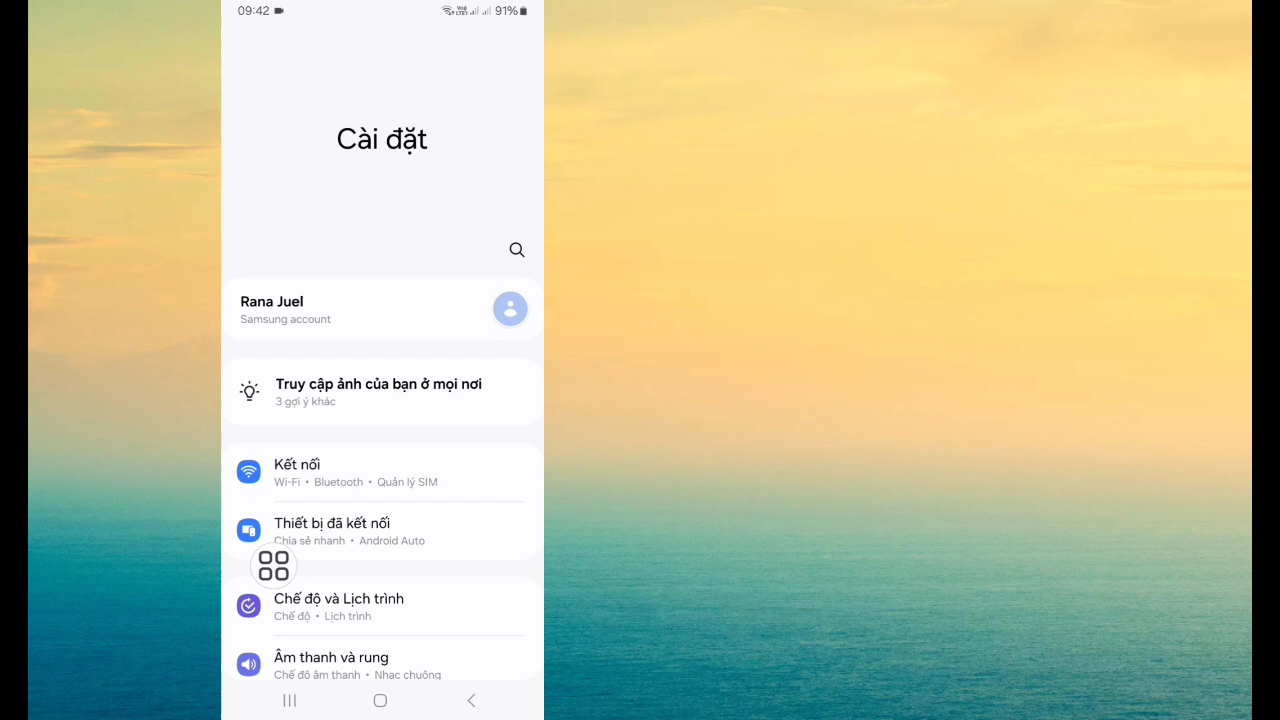 09:42 91%
Cài đặt
Rana Juel
Samsung account
Truy cập ảnh của bạn ở mọi nơi
3 gợi ý khác
Kết nối
Wi-Fi • Bluetooth • Quản lý SIM
Thiết bị đã kết nối
Chia sẻ nhanh • Android Auto
Chế độ và Lịch trình
Chế độ • Lịch trình
Âm thanh và rung
Chế độ âm thanh • Nhạc chuông